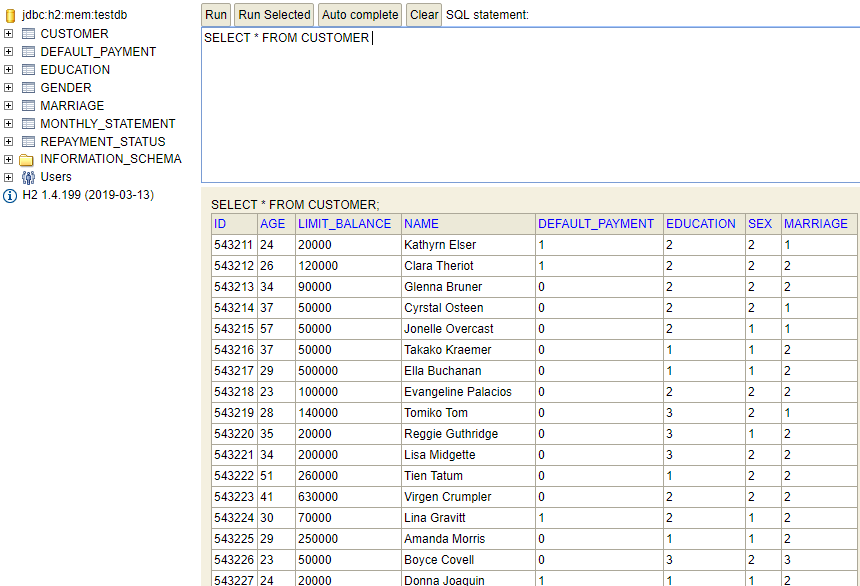 jdbc:h2:mem:testdb
CUSTOMER
DEFAULT_PAYMENT
EDUCATION
GENDER
MARRIAGE
MONTHLY_STATEMENT
REPAYMENT_STATUS
INFORMATION_SCHEMA
Users
H2 1.4.199 (2019-03-13)
Run Run Selected Auto complete Clear SQL statement:
SELECT * FROM CUSTOMER
SELECT * FROM CUSTOMER;
ID AGE LIMIT_BALANCE NAME DEFAULT_PAYMENT EDUCATION SEX MARRIAGE
543211 24 20000 Kathyrn Elser 1 2 2 1
543212 26 120000 Clara Theriot 1 2 2 2
543213 34 90000 Glenna Bruner 0 2 2 2
543214 37 50000 Cyrstal Osteen 0 2 2 1
543215 57 50000 Jonelle Overcast 0 2 1 1
543216 37 50000 Takako Kraemer 0 1 1 2
543217 29 500000 Ella Buchanan 0 1 1 2
543218 23 100000 Evangeline Palacios 0 2 2 2
543219 28 140000 Tomiko Tom 0 3 2 1
543220 35 20000 Reggie Guthridge 0 3 1 2
543221 34 200000 Lisa Midgette 0 3 2 2
543222 51 260000 Tien Tatum 0 1 2 2
543223 41 630000 Virgen Crumpler 0 2 2 2
543224 30 70000 Lina Gravitt 1 2 1 2
543225 29 250000 Amanda Morris 0 1 1 2
543226 23 50000 Boyce Covell 0 3 2 3
543227 24 20000 Donna Joaquin 1 1 1 2